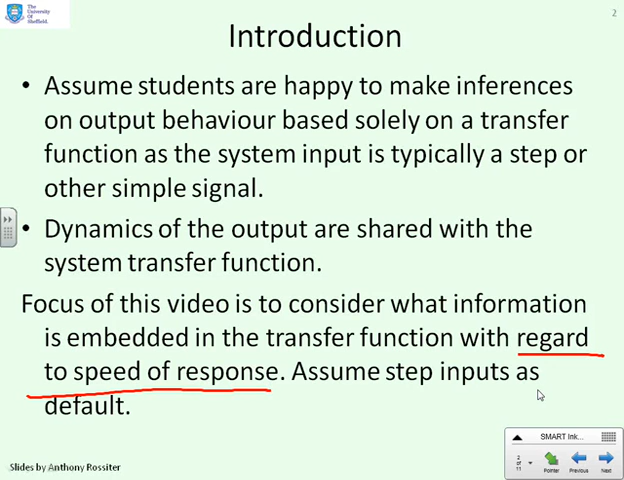 The
University
Of
Sheffield.
2
Introduction
• Assume students are happy to make inferences
on output behaviour based solely on a transfer
function as the system input is typically a step or
other simple signal.
• Dynamics of the output are shared with the
system transfer function.
Focus of this video is to consider what information
is embedded in the transfer function with regard
to speed of response. Assume step inputs as
default.
SMART Ink...
2
of
11
Pointer Previous Next
Slides by Anthony Rossiter